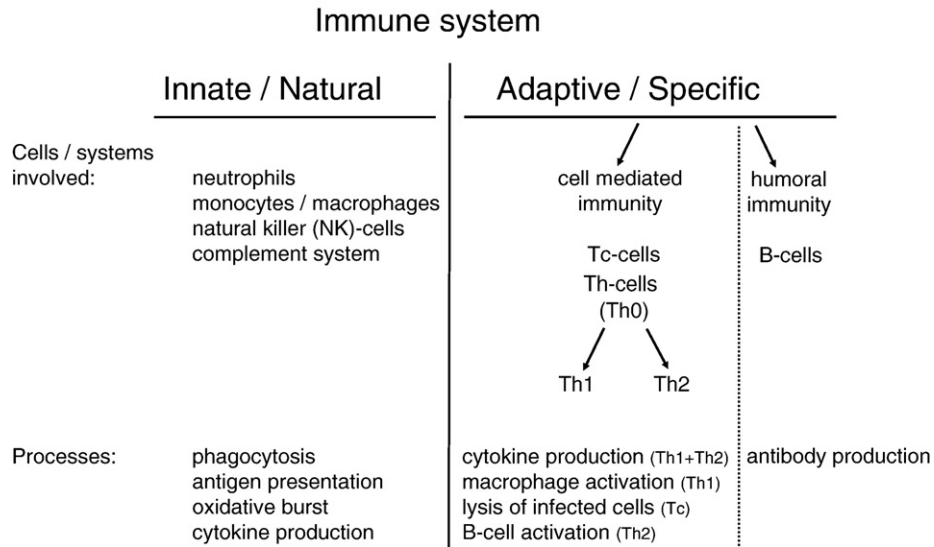 Immune system
Innate / Natural
Adaptive / Specific
Cells / systems
involved:
neutrophils
monocytes / macrophages
natural killer (NK)-cells
complement system
cell mediated
immunity
Tc-cells
Th-cells
(Th0)
Th1
Th2
humoral
immunity
B-cells
Processes:
phagocytosis
antigen presentation
oxidative burst
cytokine production
cytokine production (Th1+Th2)
macrophage activation (Th1)
lysis of infected cells (Tc)
B-cell activation (Th2)
antibody production